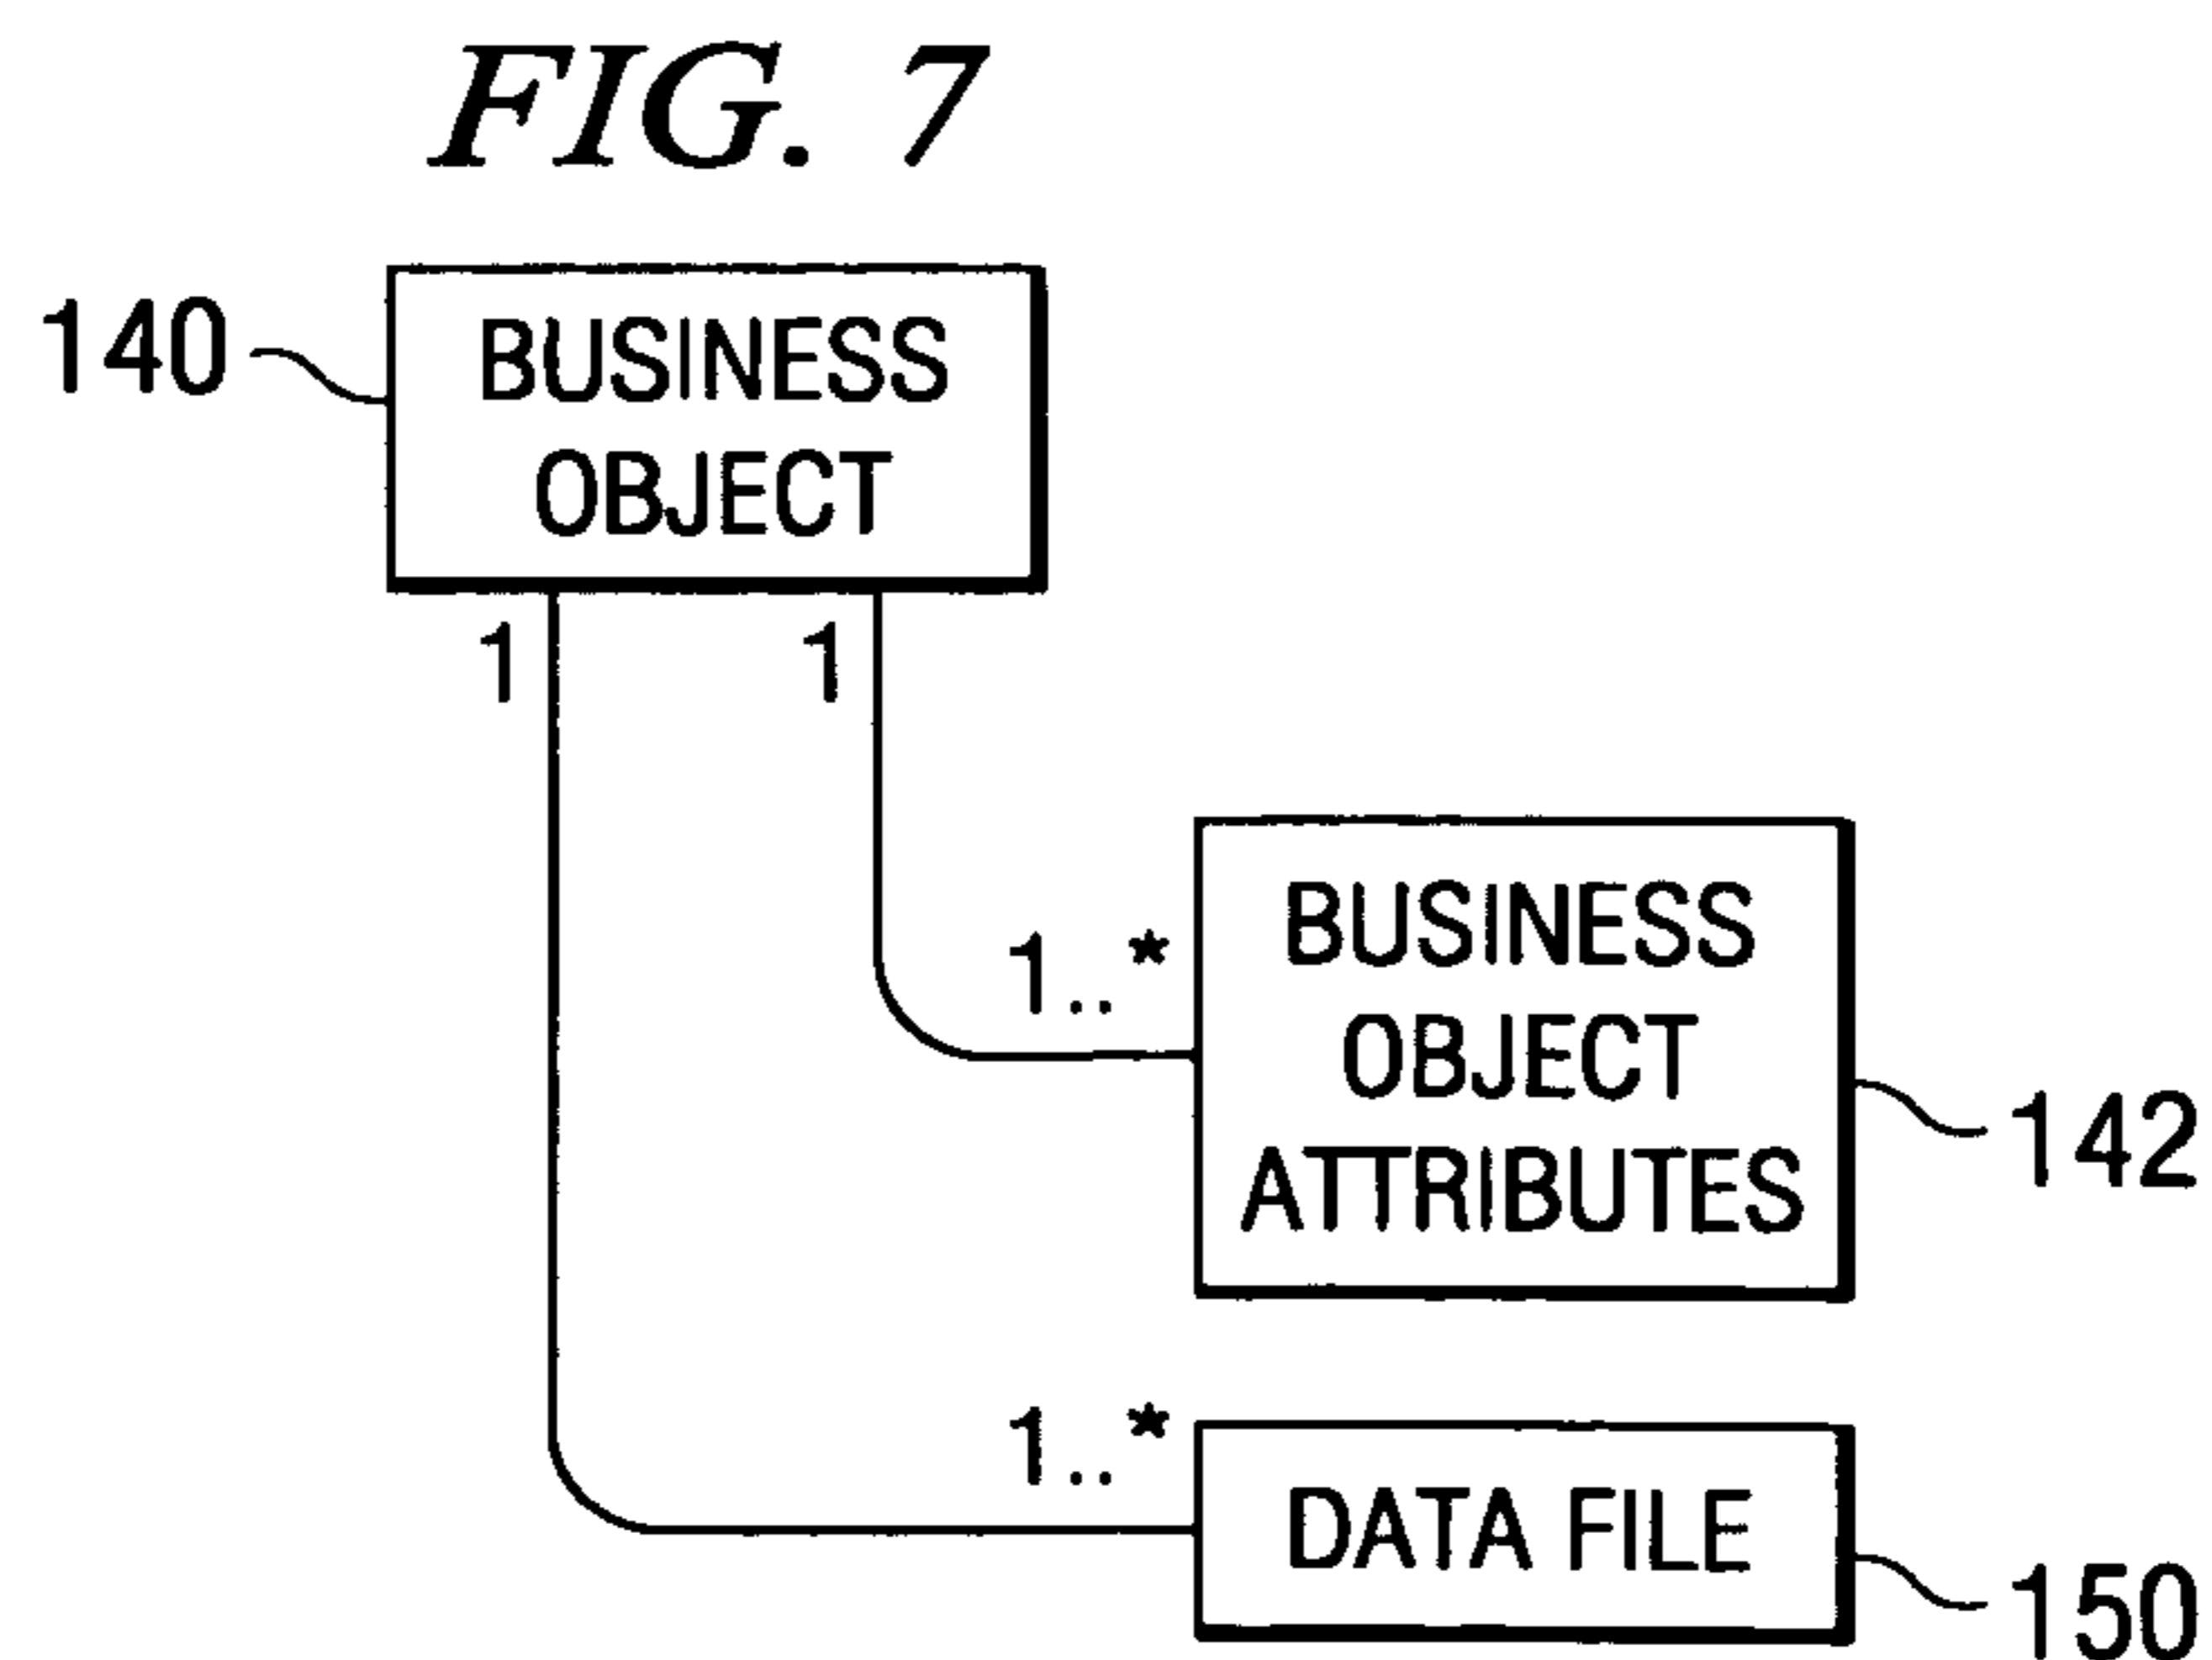 FIG. 7
140
BUSINESS
OBJECT
1 1
1..*
BUSINESS
OBJECT
ATTRIBUTES
142
1..*
DATA FILE
150